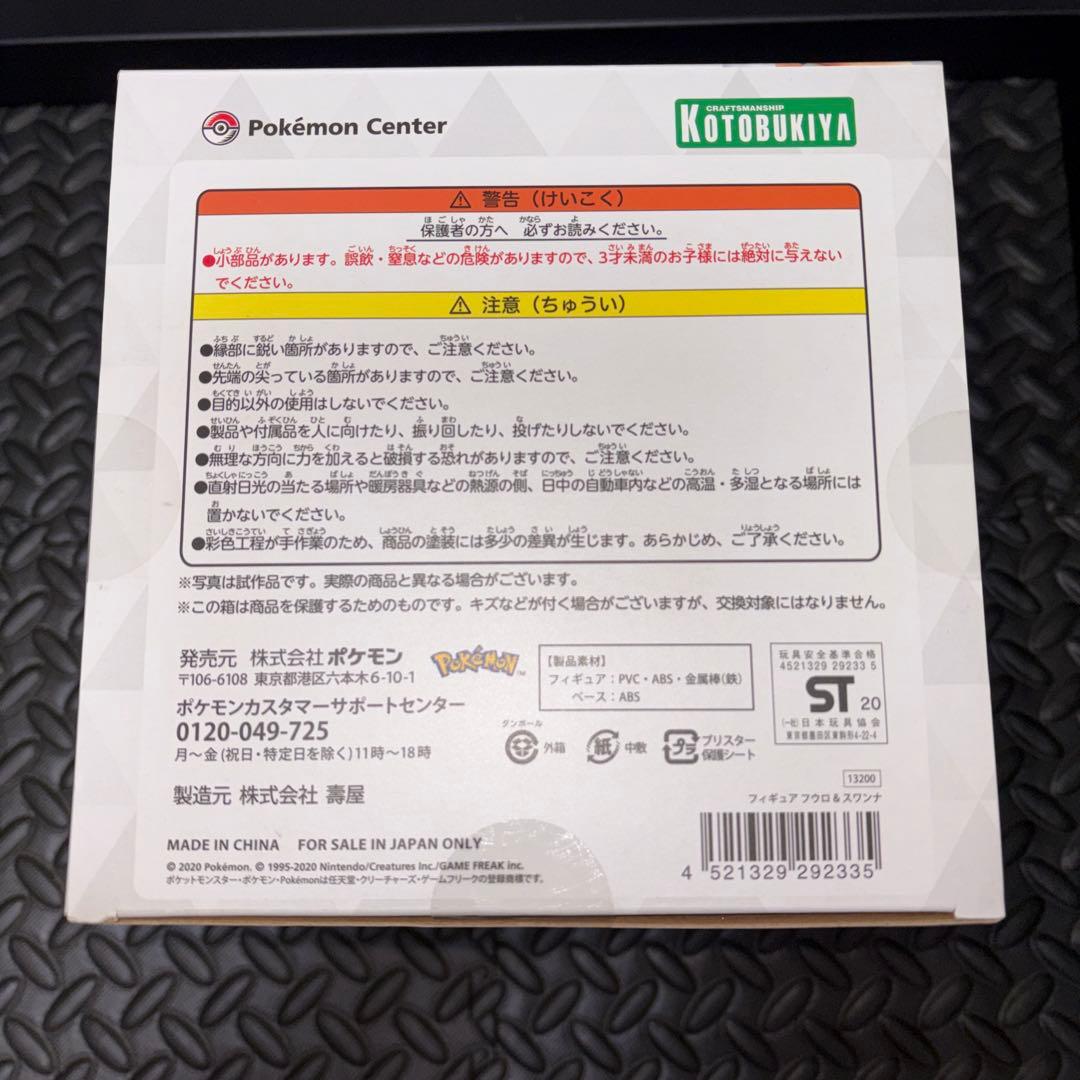 Pokémon Center
CRAFTSMANSHIP
KOTOBUKIYA
⚠ 警告（けいこく）
保護者の方へ 必ずお読みください。
●小部品があります。誤飲・窒息などの危険がありますので、3才未満のお子様には絶対に与えない
でください。
⚠ 注意（ちゅうい）
●縁部に鋭い箇所がありますので、ご注意ください。
●先端の尖っている箇所がありますので、ご注意ください。
●目的以外の使用はしないでください。
●製品や付属品を人に向けたり、振り回したり、投げたりしないでください。
●無理な方向に力を加えると破損する恐れがありますので、ご注意ください。
●直射日光の当たる場所や暖房器具などの熱源の側、日中の自動車内などの高温・多湿となる場所には
置かないでください。
●彩色工程が手作業のため、商品の塗装には多少の差異が生じます。あらかじめ、ご了承ください。
※写真は試作品です。実際の商品と異なる場合がございます。
※この箱は商品を保護するためのものです。キズなどが付く場合がございますが、交換対象にはなりません。
発売元 株式会社 ポケモン
〒106-6108 東京都港区六本木6-10-1
ポケモンカスタマーサポートセンター
0120-049-725
月～金（祝日・特定日を除く）11時～18時
製造元 株式会社 壽屋
POKÉMON
【製品素材】
フィギュア：PVC・ABS・金属棒（鉄）
ベース：ABS
ダンボール
外箱
紙
中敷
プラ
ブリスター
保護シート
玩具安全基準合格
4521329 29233 5
ST 20
(一社)日本玩具協会
東京都墨田区東駒形4-22-4
13200
フィギュア フウロ＆スワンナ
4 521329 292335
MADE IN CHINA FOR SALE IN JAPAN ONLY
© 2020 Pokémon. © 1995-2020 Nintendo/Creatures Inc./GAME FREAK inc.
ポケットモンスター・ポケモン・Pokémonは任天堂・クリーチャーズ・ゲームフリークの登録商標です。